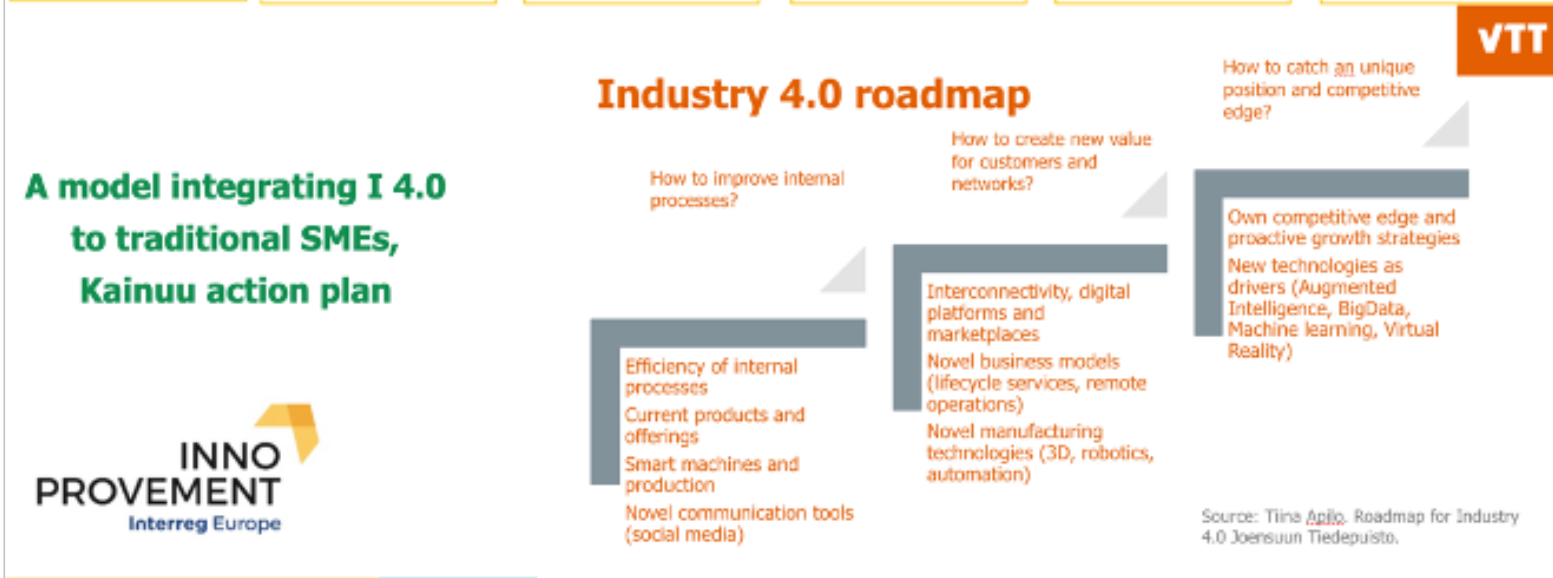 VTT
Industry 4.0 roadmap
A model integrating I 4.0
to traditional SMEs,
Kainuu action plan
INNO
PROVEMENT
Interreg Europe
How to improve internal
processes?
Efficiency of internal
processes
Current products and
offerings
Smart machines and
production
Novel communication tools
(social media)
How to create new value
for customers and
networks?
Interconnectivity, digital
platforms and
marketplaces
Novel business models
(lifecycle services, remote
operations)
Novel manufacturing
technologies (3D, robotics,
automation)
How to catch an unique
position and competitive
edge?
Own competitive edge and
proactive growth strategies
New technologies as
drivers (Augmented
Intelligence, BigData,
Machine learning, Virtual
Reality)
Source: Tiina Apilo. Roadmap for Industry
4.0 Joensuun Tiedepuisto.